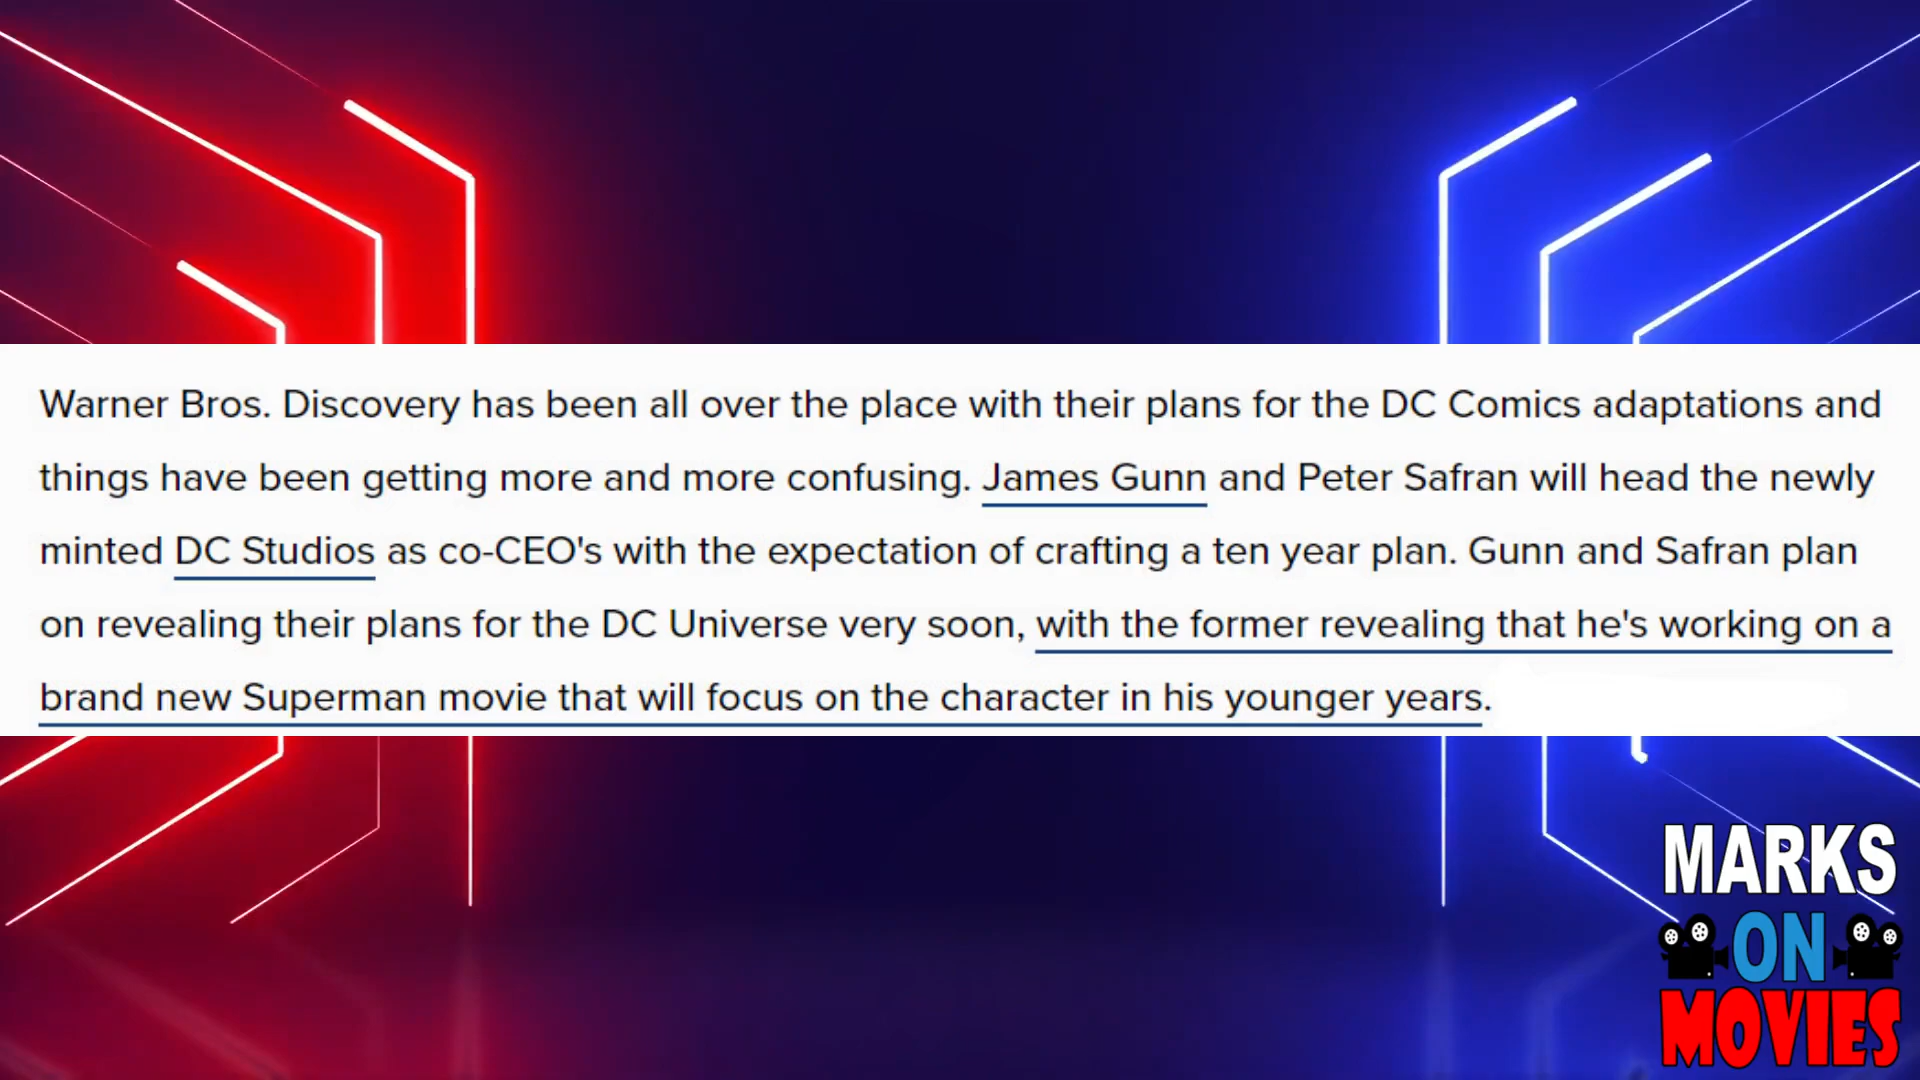 Warner Bros. Discovery has been all over the place with their plans for the DC Comics adaptations and
things have been getting more and more confusing. James Gunn and Peter Safran will head the newly
minted DC Studios as co-CEO's with the expectation of crafting a ten year plan. Gunn and Safran plan
on revealing their plans for the DC Universe very soon, with the former revealing that he's working on a
brand new Superman movie that will focus on the character in his younger years.
MARKS
ON
MOVIES